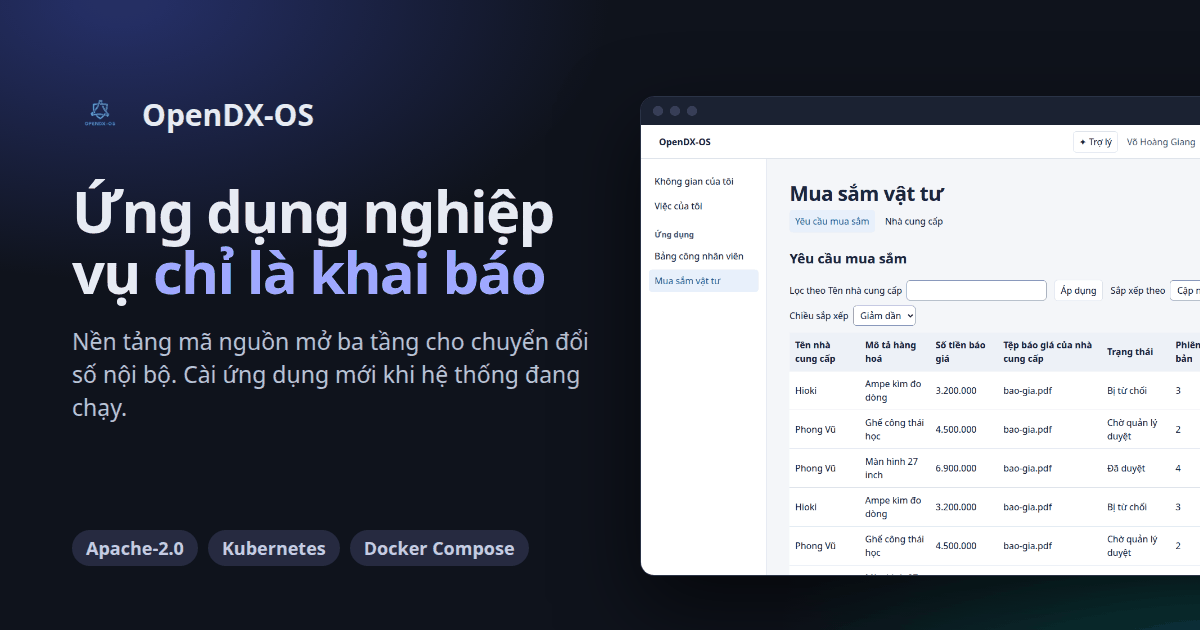 OPENDX-OS
OpenDX-OS
Ứng dụng nghiệp
vụ chỉ là khai báo
Nền tảng mã nguồn mở ba tầng cho chuyển đổi
số nội bộ. Cài ứng dụng mới khi hệ thống đang
chạy.
Apache-2.0 Kubernetes Docker Compose
OpenDX-OS
✦ Trợ lý Võ Hoàng Giang
Không gian của tôi
Việc của tôi
Ứng dụng
Bảng công nhân viên
Mua sắm vật tư
Mua sắm vật tư
Yêu cầu mua sắm Nhà cung cấp
Yêu cầu mua sắm
Lọc theo Tên nhà cung cấp Áp dụng Sắp xếp theo Cập n
Chiều sắp xếp Giảm dần
Tên nhà cung cấp Mô tả hàng hoá Số tiền báo giá Tệp báo giá của nhà cung cấp Trạng thái Phiên bản
Hioki Ampe kìm đo dòng 3.200.000 bao-gia.pdf Bị từ chối 3
Phong Vũ Ghế công thái học 4.500.000 bao-gia.pdf Chờ quản lý duyệt 2
Phong Vũ Màn hình 27 inch 6.900.000 bao-gia.pdf Đã duyệt 4
Hioki Ampe kìm đo dòng 3.200.000 bao-gia.pdf Bị từ chối 3
Phong Vũ Ghế công thái học 4.500.000 bao-gia.pdf Chờ quản lý duyệt 2